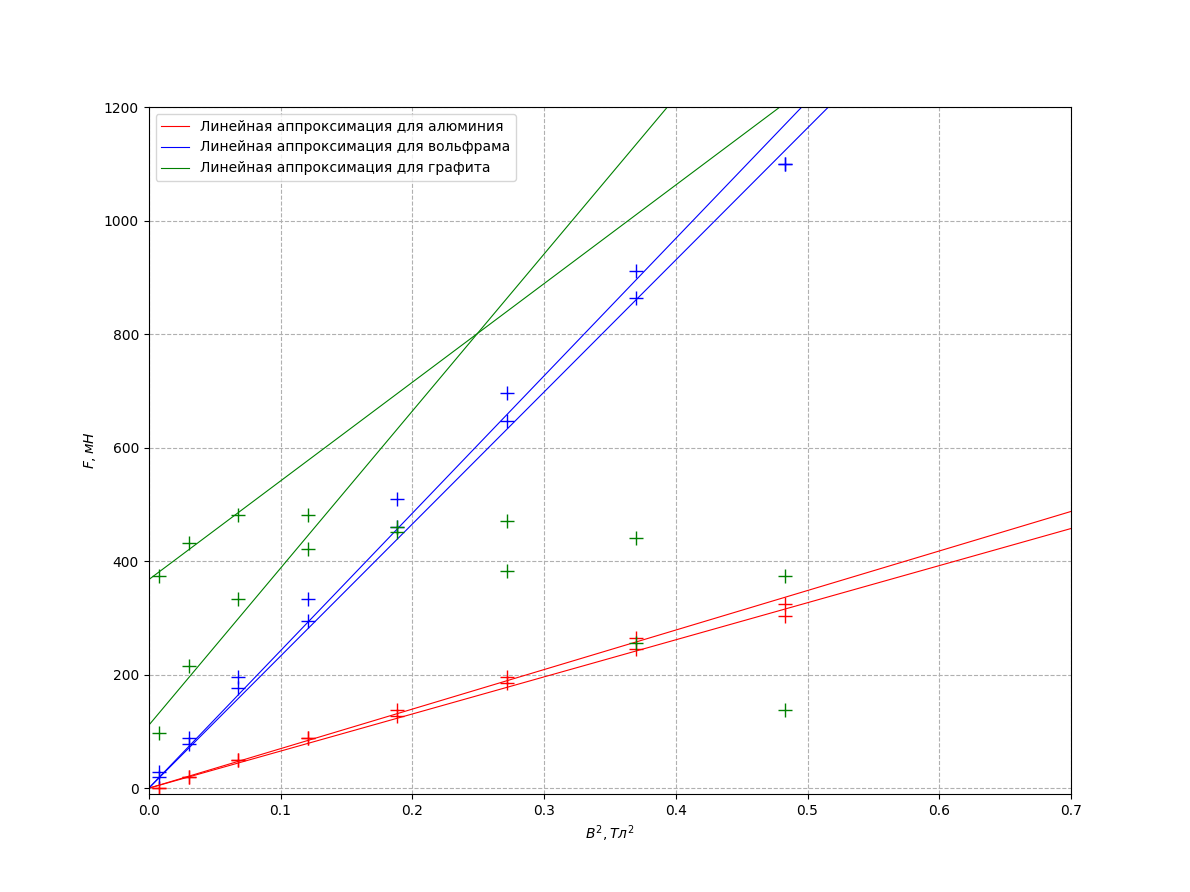 1200
1000
800
600
400
200
0
F, мН
Линейная аппроксимация для алюминия
Линейная аппроксимация для вольфрама
Линейная аппроксимация для графита
0.0 0.1 0.2 0.3 0.4 0.5 0.6 0.7
B², Тл²